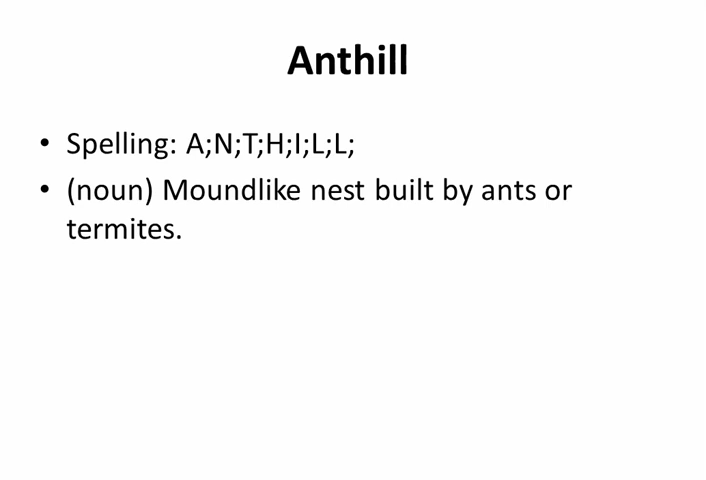 Anthill
• Spelling: A;N;T;H;I;L;L;
• (noun) Moundlike nest built by ants or
termites.